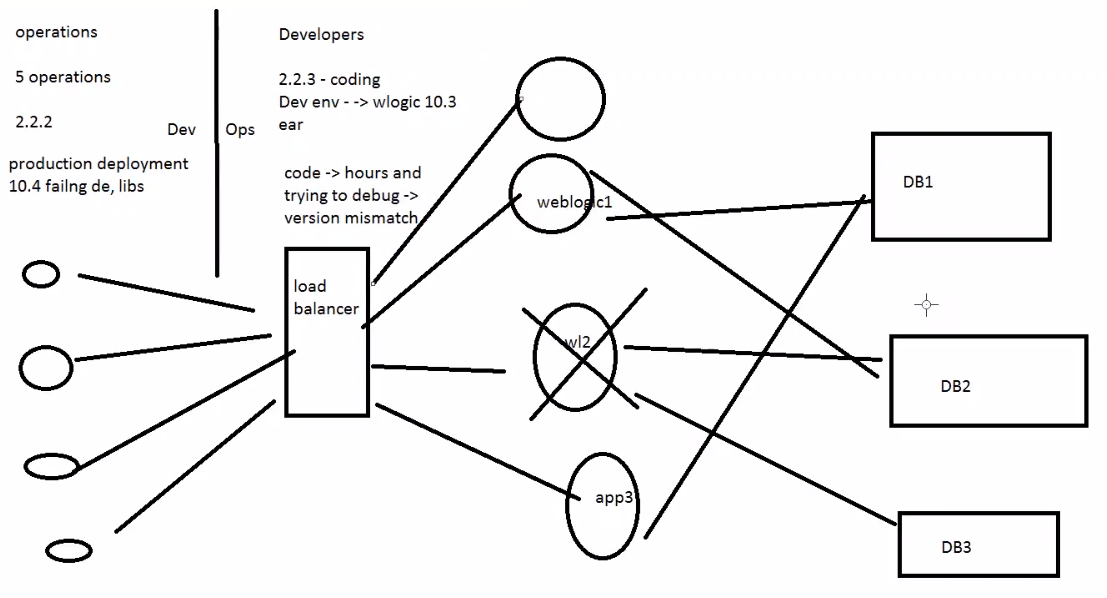 operations
5 operations
2.2.2
Dev
Ops
production deployment
10.4 failng de, libs
Developers
2.2.3 - coding
Dev env - -> wlogic 10.3
ear
code -> hours and
trying to debug ->
version mismatch
load
balancer
weblogic1
wl2
app3
DB1
DB2
DB3